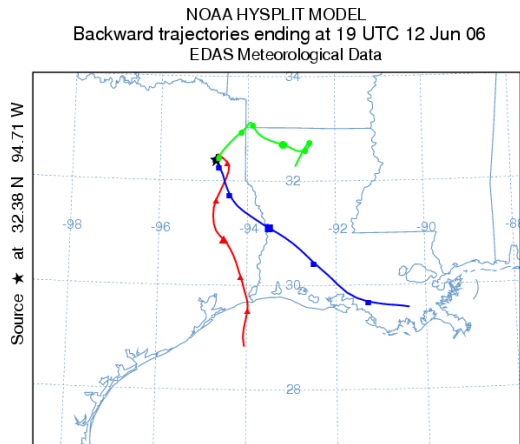 NOAA HYSPLIT MODEL
Backward trajectories ending at 19 UTC 12 Jun 06
EDAS Meteorological Data
Source ★ at 32.38 N 94.71 W
34
32
-98
-96
-94
-92
-90
-88
30
28